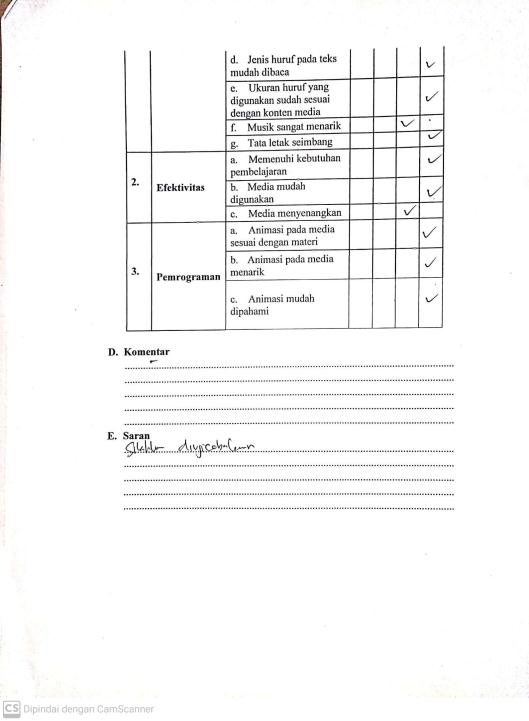 d. Jenis huruf pada teks
mudah dibaca
✓
e. Ukuran huruf yang
digunakan sudah sesuai
dengan konten media
✓
f. Musik sangat menarik
✓
g. Tata letak seimbang
✓
2.
Efektivitas
a. Memenuhi kebutuhan
pembelajaran
✓
b. Media mudah
digunakan
✓
c. Media menyenangkan
✓
3.
Pemrograman
a. Animasi pada media
sesuai dengan materi
✓
b. Animasi pada media
menarik
✓
c. Animasi mudah
dipahami
✓
D. Komentar
-
E. Saran
Silahkan diujicobakan
CS Dipindai dengan CamScanner